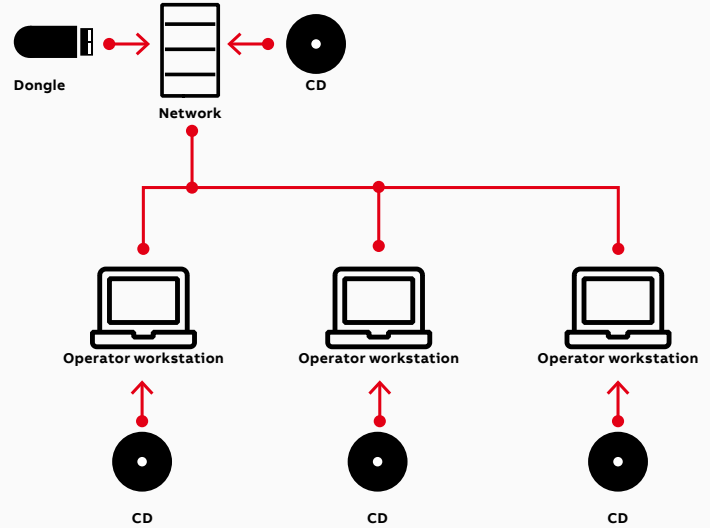 Dongle
CD
Network
Operator workstation
Operator workstation
Operator workstation
CD
CD
CD